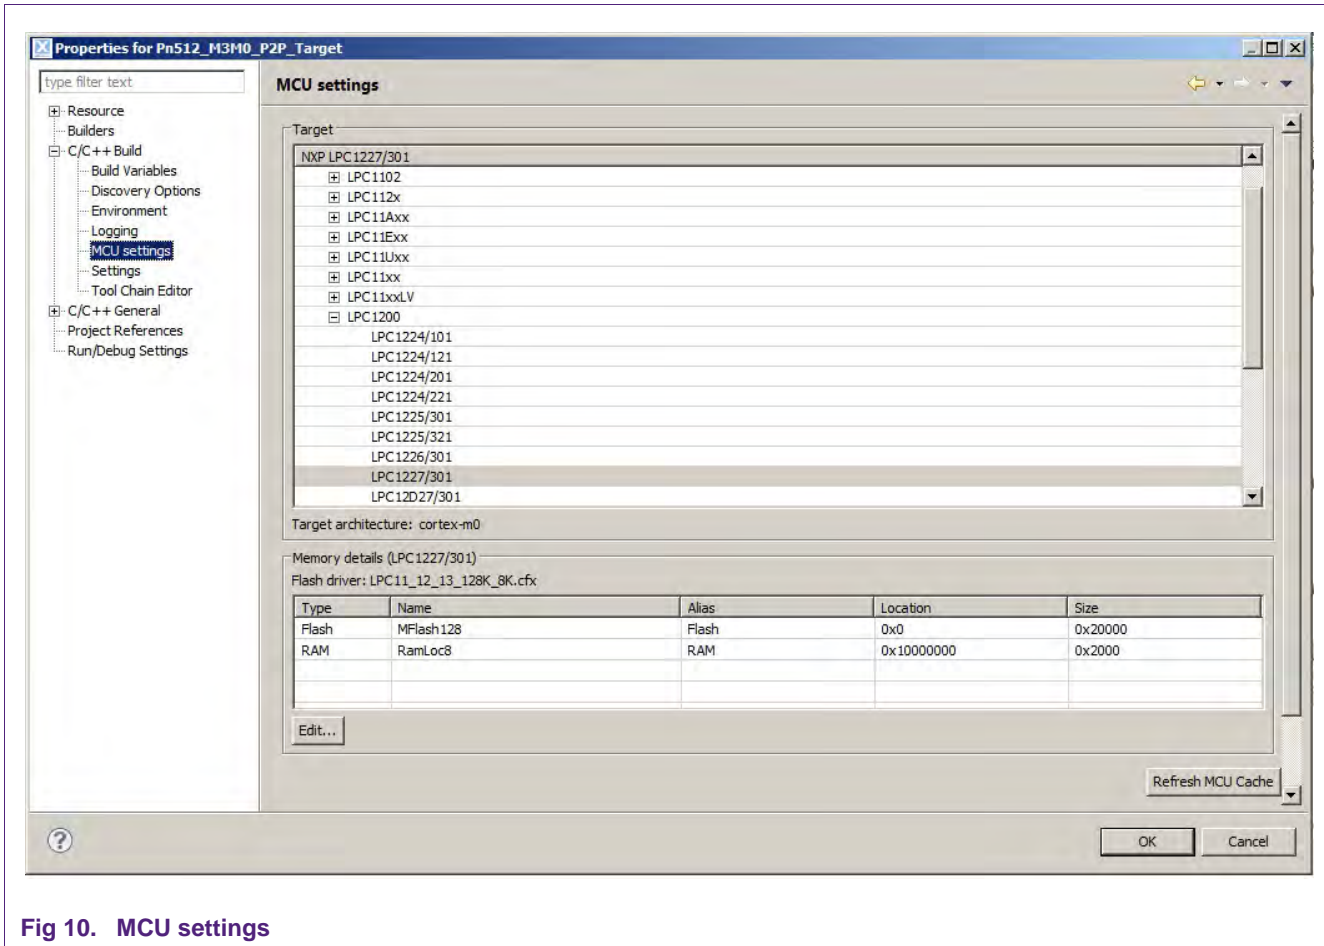 Properties for Pn512_M3M0_P2P_Target
type filter text
Resource
Builders
C/C++ Build
Build Variables
Discovery Options
Environment
Logging
MCU settings
Settings
Tool Chain Editor
C/C++ General
Project References
Run/Debug Settings
MCU settings
Target
NXP LPC1227/301
LPC1102
LPC112x
LPC11Axx
LPC11Exx
LPC11Uxx
LPC11xx
LPC11xxLV
LPC1200
LPC1224/101
LPC1224/121
LPC1224/201
LPC1224/221
LPC1225/301
LPC1225/321
LPC1226/301
LPC1227/301
LPC12D27/301
Target architecture: cortex-m0
Memory details (LPC1227/301)
Flash driver: LPC11_12_13_128K_8K.cfx
Type Name Alias Location Size
Flash MFlash128 Flash 0x0 0x20000
RAM RamLoc8 RAM 0x10000000 0x2000
Edit...
Refresh MCU Cache
? OK Cancel
Fig 10. MCU settings